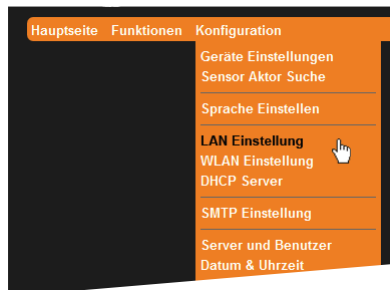 Hauptseite Funktionen Konfiguration
Geräte Einstellungen
Sensor Aktor Suche
Sprache Einstellen
LAN Einstellung
WLAN Einstellung
DHCP Server
SMTP Einstellung
Server und Benutzer
Datum & Uhrzeit